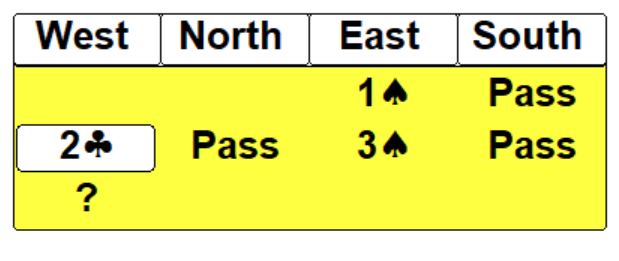 West North East South
1♠ Pass
2♣ Pass 3♠ Pass
?